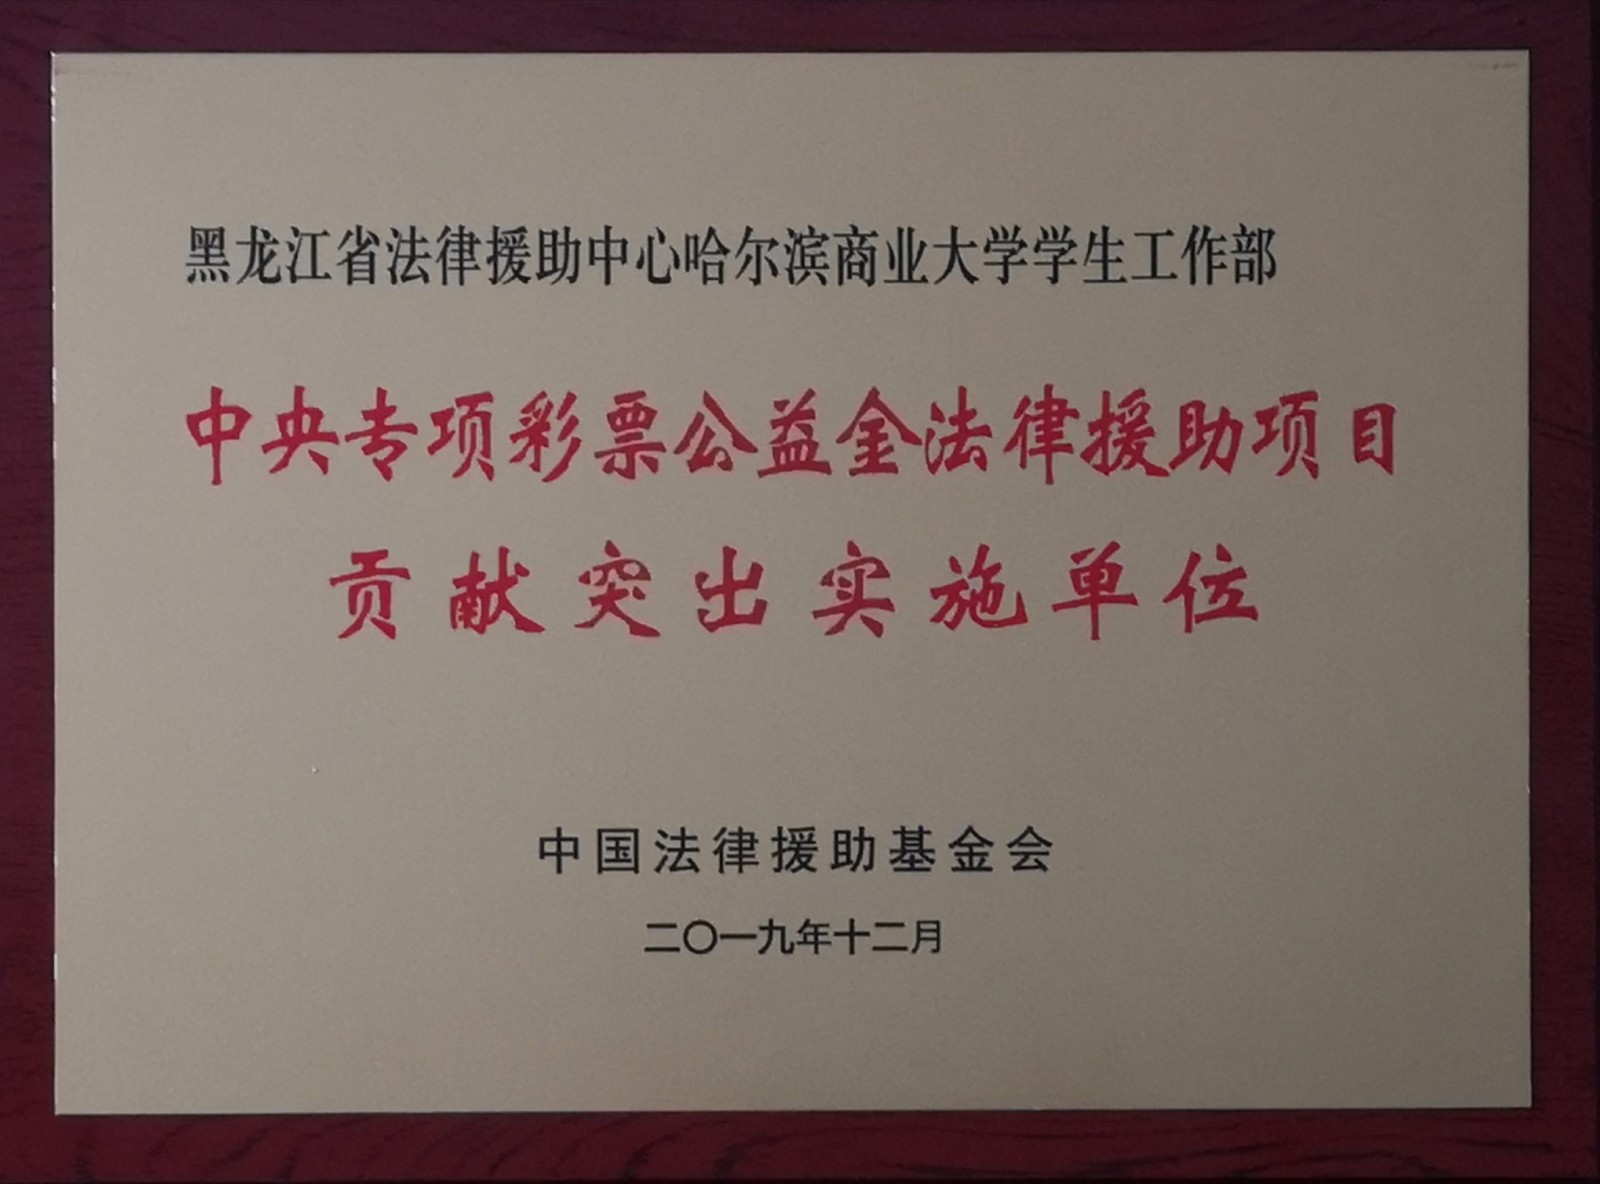 黑龙江省法律援助中心哈尔滨商业大学学生工作部
中央专项彩票公益金法律援助项目
贡献突出实施单位
中国法律援助基金会
二〇一九年十二月